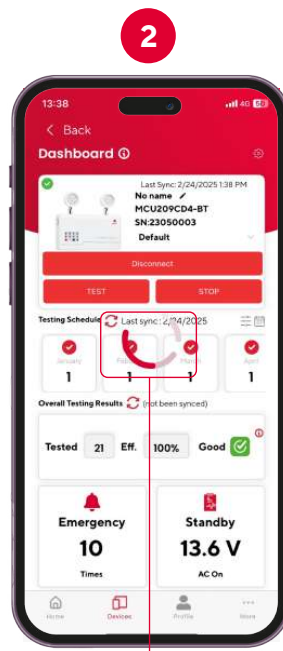 2
13:38
4G 50
Back
Dashboard
Last Sync: 2/24/2025 1:38 PM
No name
MCU209CD4-BT
SN:23050003
Default
Disconnect
TEST STOP
Testing Schedule Last sync: 2/24/2025
January February March April
1 1 1 1
Overall Testing Results (not been synced)
Tested 21 Eff. 100% Good
Emergency Standby
10 13.6 V
Times AC On
Home Devices Profile More